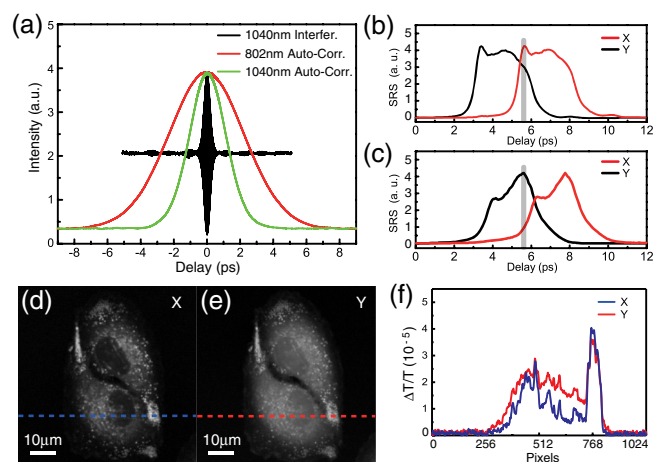 (a)
1040nm Interfer.
802nm Auto-Corr.
1040nm Auto-Corr.
Intensity (a.u.)
5
4
3
2
1
0
-8 -6 -4 -2 0 2 4 6 8
Delay (ps)
(b)
X
Y
SRS (a. u.)
5
4
3
2
1
0
0 2 4 6 8 10 12
Delay (ps)
(c)
X
Y
SRS (a. u.)
5
4
3
2
1
0
0 2 4 6 8 10 12
Delay (ps)
(d) X
10μm
(e) Y
10μm
(f)
X
Y
ΔT/T (10⁻⁵)
5
4
3
2
1
0
0 256 512 768 1024
Pixels